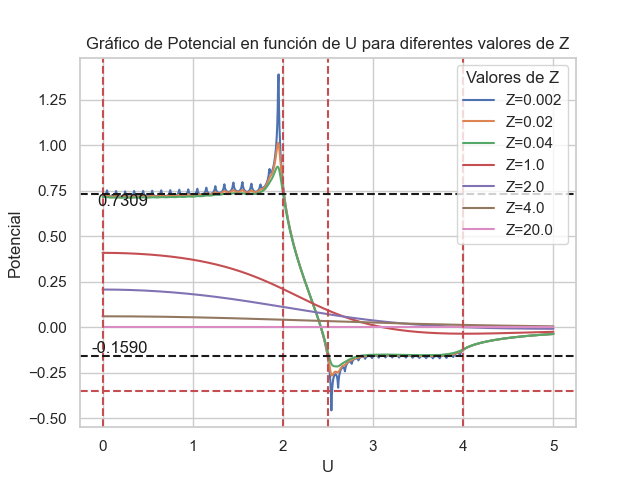 Gráfico de Potencial en función de U para diferentes valores de Z
Valores de Z
Z=0.002
Z=0.02
Z=0.04
Z=1.0
Z=2.0
Z=4.0
Z=20.0
1.25
1.00
0.75
0.50
0.25
0.00
−0.25
−0.50
0.7309
-0.1590
Potencial
0
1
2
3
4
5
U